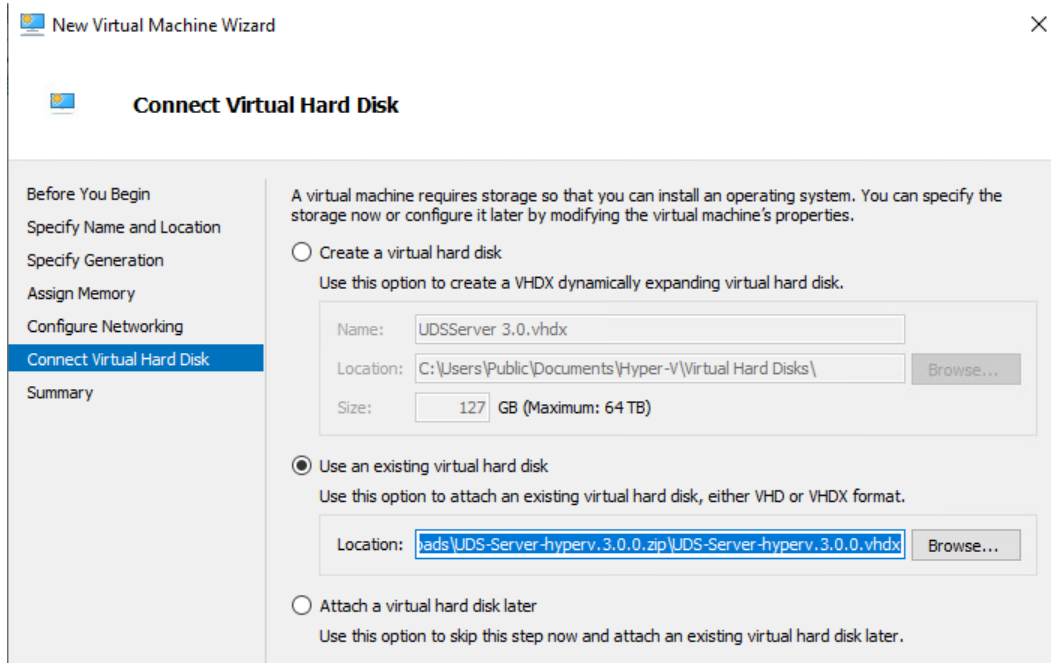 New Virtual Machine Wizard
Connect Virtual Hard Disk
Before You Begin
Specify Name and Location
Specify Generation
Assign Memory
Configure Networking
Connect Virtual Hard Disk
Summary
A virtual machine requires storage so that you can install an operating system. You can specify the
storage now or configure it later by modifying the virtual machine's properties.
Create a virtual hard disk
Use this option to create a VHDX dynamically expanding virtual hard disk.
Name: UDSServer 3.0.vhdx
Location: C:\Users\Public\Documents\Hyper-V\Virtual Hard Disks\ Browse...
Size: 127 GB (Maximum: 64 TB)
Use an existing virtual hard disk
Use this option to attach an existing virtual hard disk, either VHD or VHDX format.
Location: oads\UDS-Server-hyperv.3.0.0.zip\UDS-Server-hyperv.3.0.0.vhdx Browse...
Attach a virtual hard disk later
Use this option to skip this step now and attach an existing virtual hard disk later.